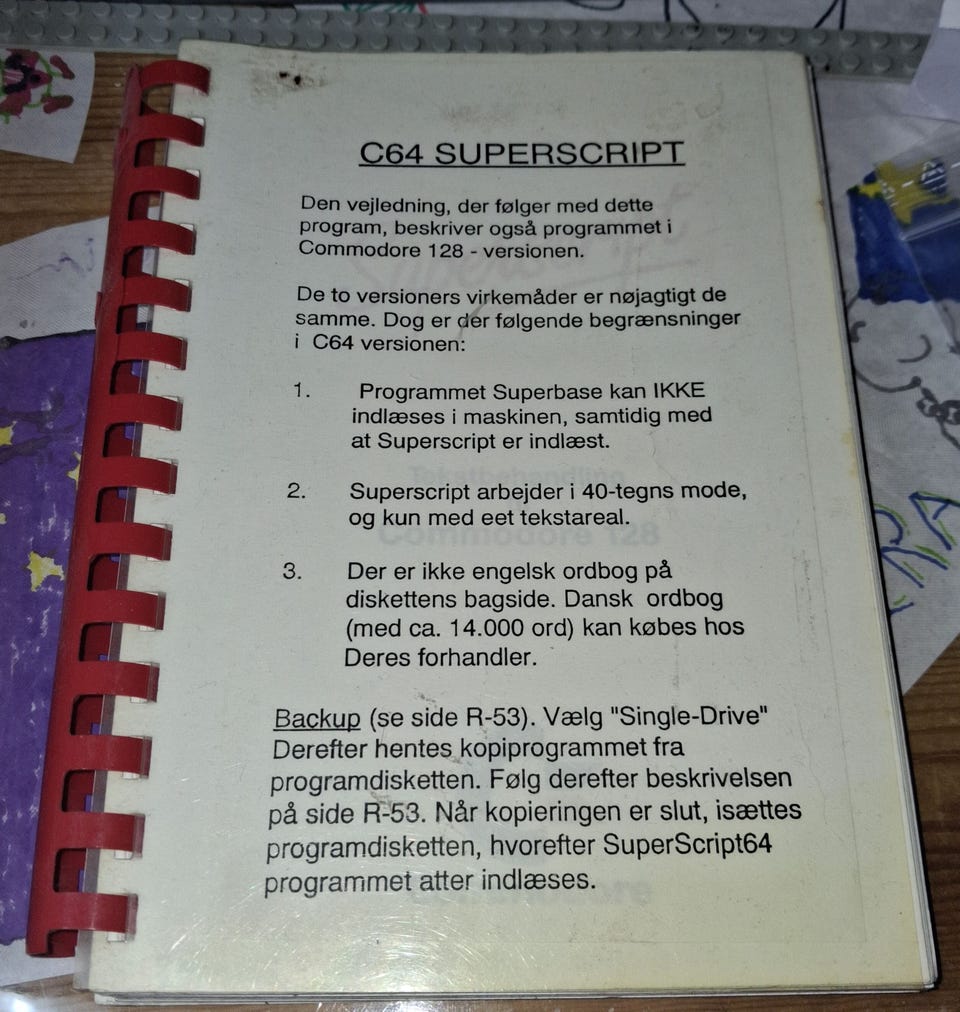 C64 SUPERSCRIPT
Den vejledning, der følger med dette
program, beskriver også programmet i
Commodore 128 - versionen.
De to versioners virkemåder er nøjagtigt de
samme. Dog er der følgende begrænsninger
i C64 versionen:
1. Programmet Superbase kan IKKE
indlæses i maskinen, samtidig med
at Superscript er indlæst.
2. Superscript arbejder i 40-tegns mode,
og kun med eet tekstareal.
3. Der er ikke engelsk ordbog på
diskettens bagside. Dansk ordbog
(med ca. 14.000 ord) kan købes hos
Deres forhandler.
Backup (se side R-53). Vælg "Single-Drive"
Derefter hentes kopiprogrammet fra
programdisketten. Følg derefter beskrivelsen
på side R-53. Når kopieringen er slut, isættes
programdisketten, hvorefter SuperScript64
programmet atter indlæses.